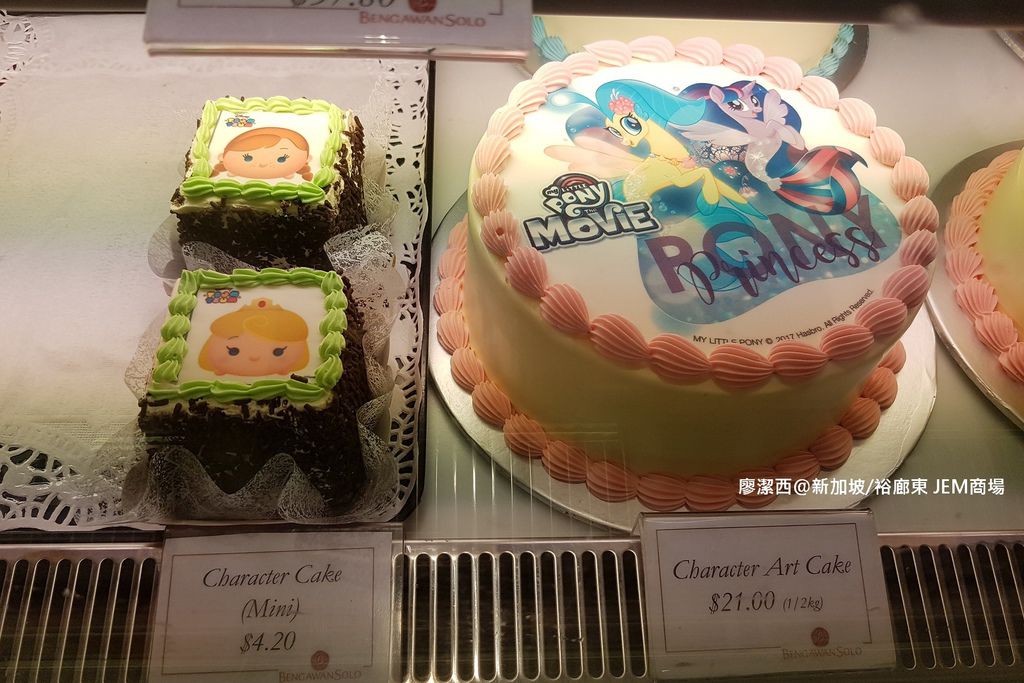 BENGAWAN SOLO
Disney
MY LITTLE
PONY
THE
MOVIE
PONY
Princess!
MY LITTLE PONY © 2017 Hasbro. All Rights Reserved.
廖潔西@新加坡/裕廊東 JEM商場
Character Cake
(Mini)
$4.20
BENGAWAN SOLO
Character Art Cake
$21.00 (1/2kg)
BENGAWAN SOLO